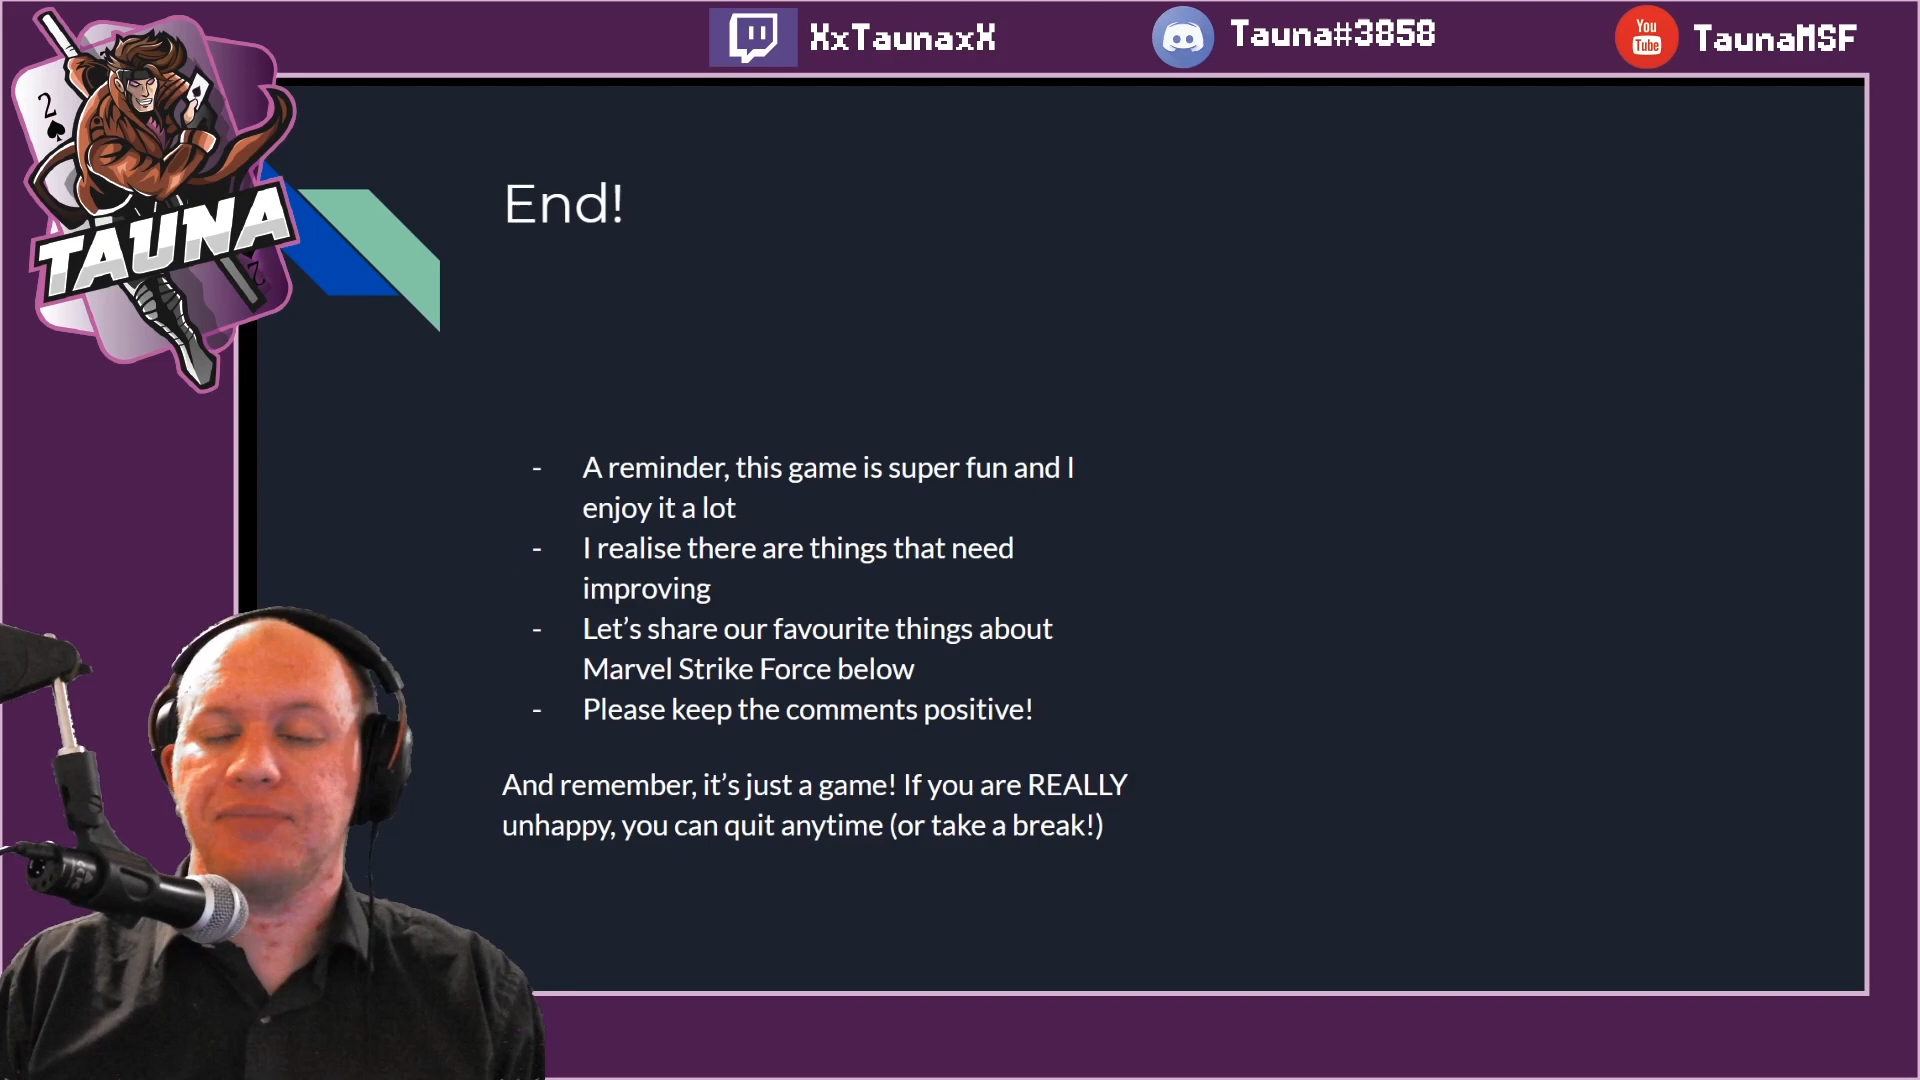 XxTaunaxX
Tauna#3858
You
Tube
TaunaMSF
2
TAUNA
2
End!
- A reminder, this game is super fun and I
enjoy it a lot
- I realise there are things that need
improving
- Let’s share our favourite things about
Marvel Strike Force below
- Please keep the comments positive!
And remember, it’s just a game! If you are REALLY
unhappy, you can quit anytime (or take a break!)